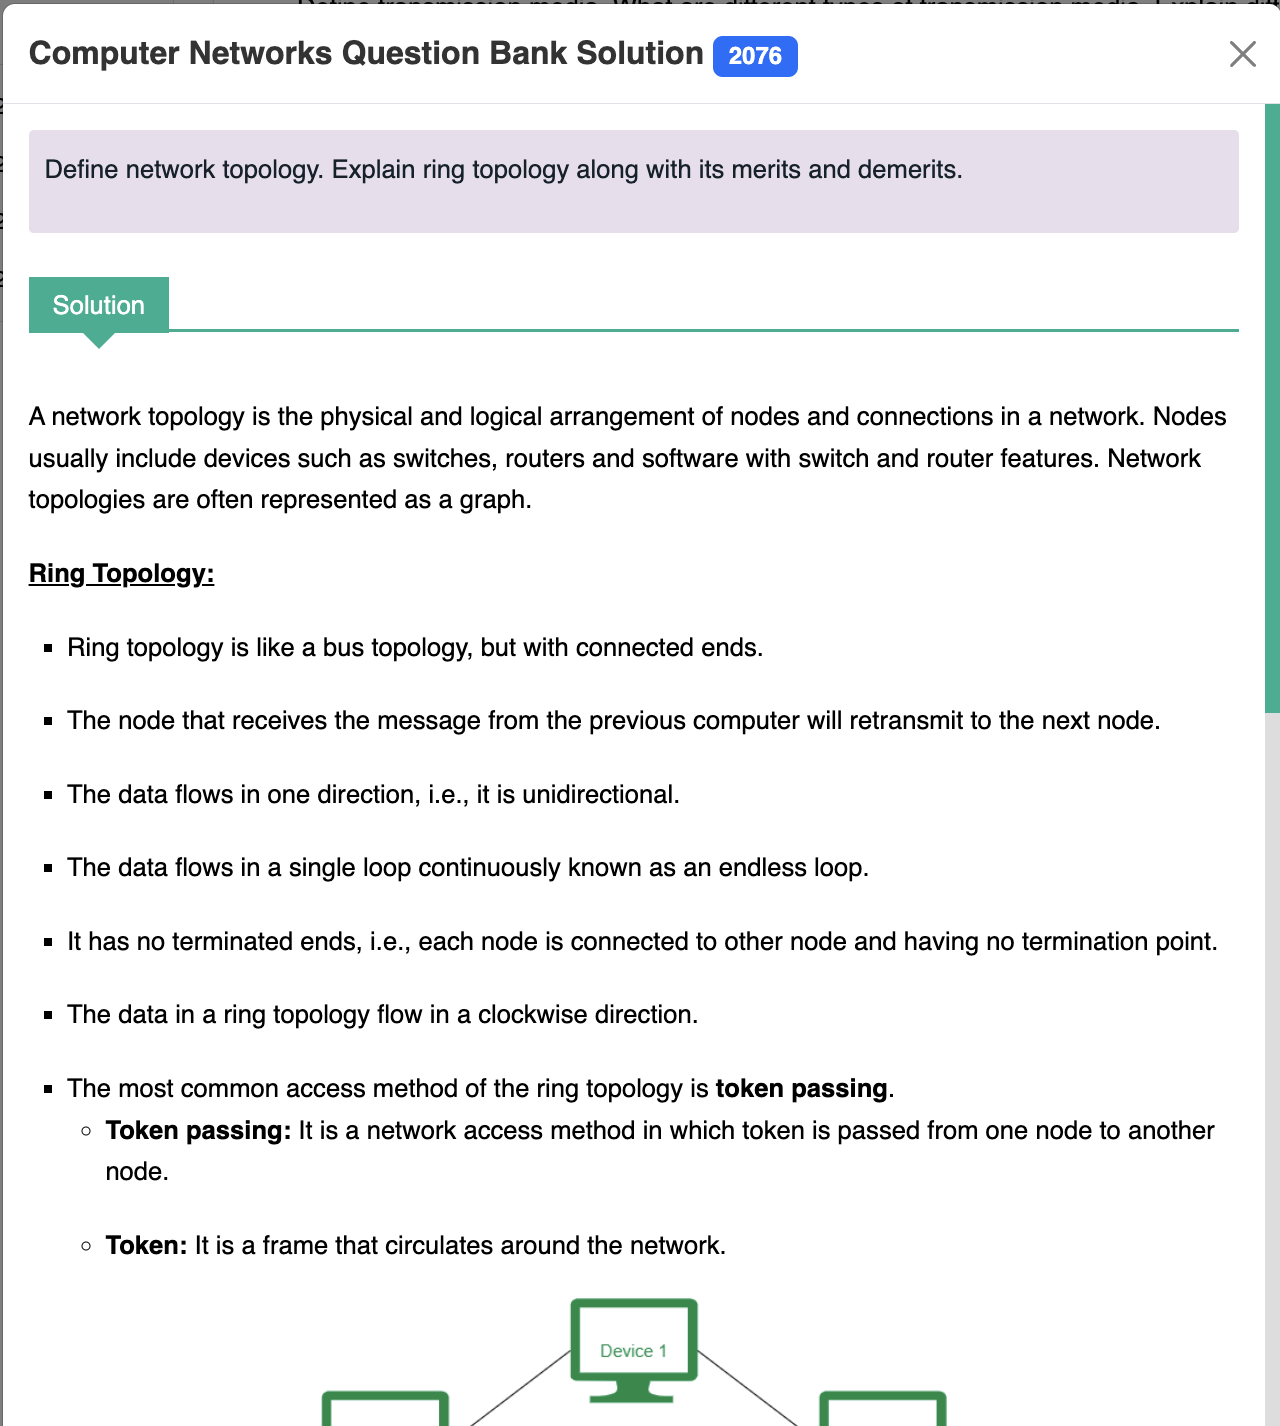 Computer Networks Question Bank Solution 2076
Define network topology. Explain ring topology along with its merits and demerits.
Solution
A network topology is the physical and logical arrangement of nodes and connections in a network. Nodes
usually include devices such as switches, routers and software with switch and router features. Network
topologies are often represented as a graph.
Ring Topology:
Ring topology is like a bus topology, but with connected ends.
The node that receives the message from the previous computer will retransmit to the next node.
The data flows in one direction, i.e., it is unidirectional.
The data flows in a single loop continuously known as an endless loop.
It has no terminated ends, i.e., each node is connected to other node and having no termination point.
The data in a ring topology flow in a clockwise direction.
The most common access method of the ring topology is token passing.
Token passing: It is a network access method in which token is passed from one node to another
node.
Token: It is a frame that circulates around the network.
Device 1